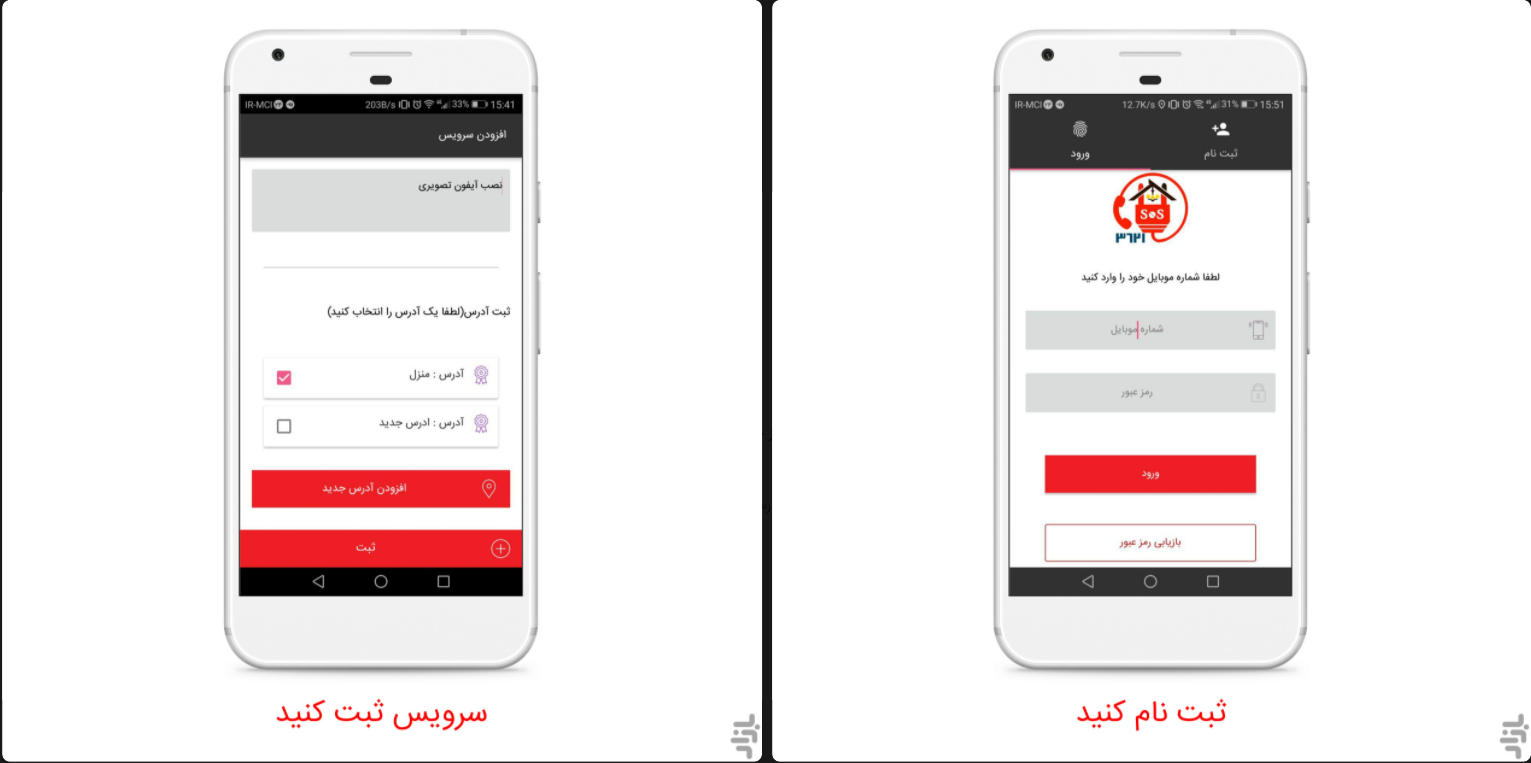 IR-MCI 203B/s 33% 15:41
افزودن سرویس
نصب آیفون تصویری
ثبت آدرس(لطفا یک آدرس را انتخاب کنید)
آدرس : منزل
آدرس : ادرس جدید
افزودن آدرس جدید
ثبت
سرویس ثبت کنید
بازار
IR-MCI 12.7K/s 31% 15:51
ثبت نام
ورود
SOS
۳۶۲۱
لطفا شماره موبایل خود را وارد کنید
شماره موبایل
رمز عبور
ورود
بازیابی رمز عبور
ثبت نام کنید
بازار